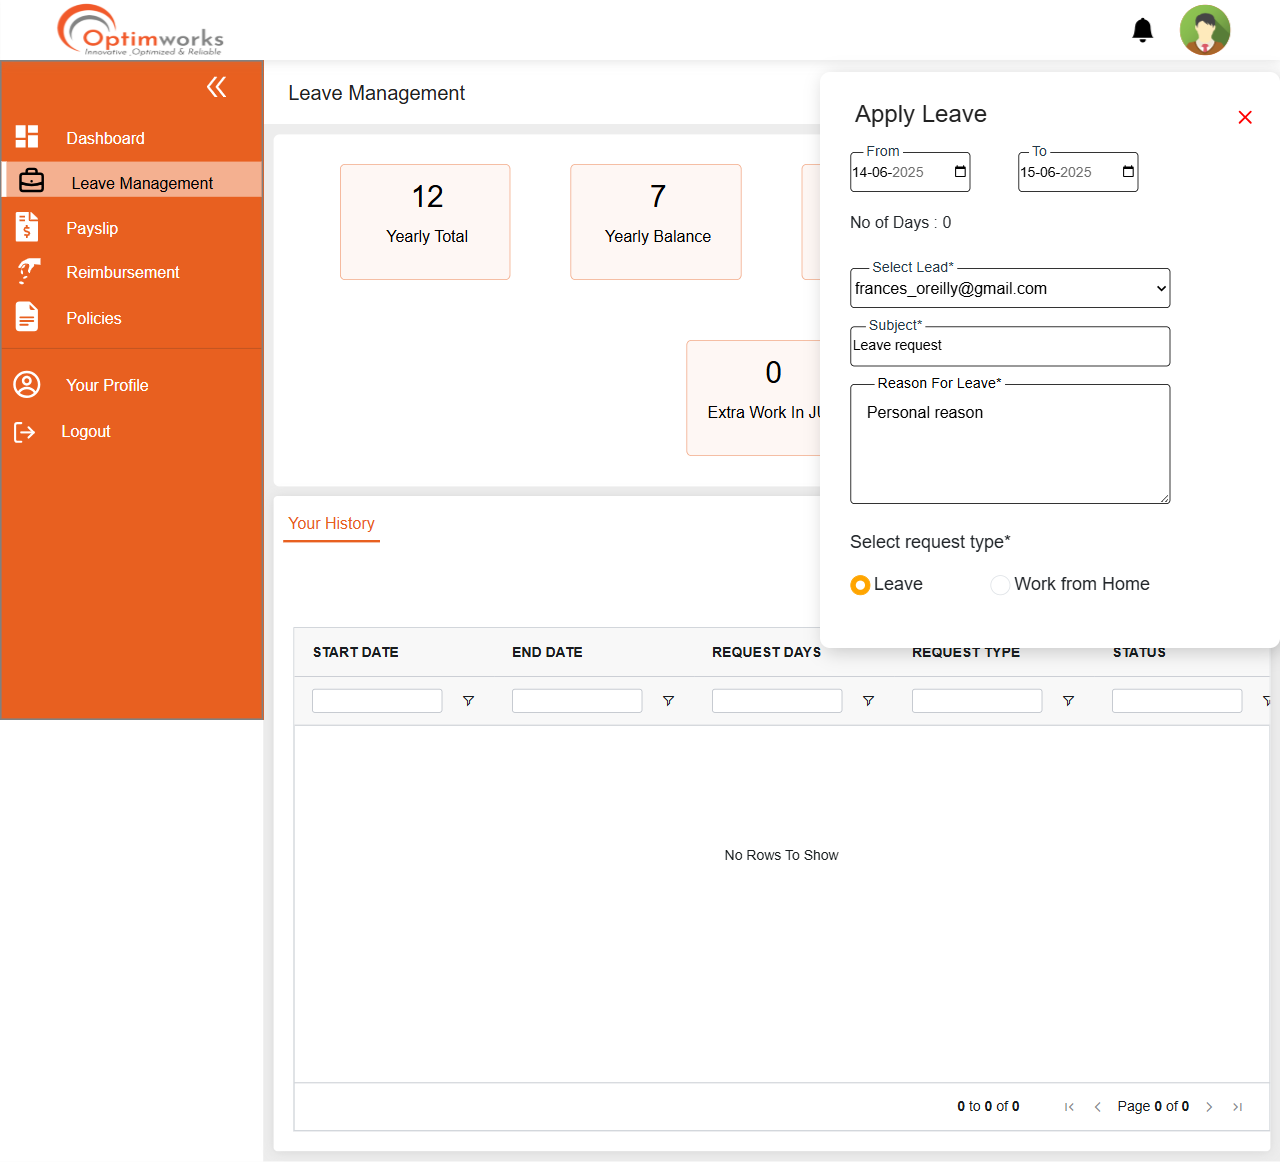 Optimworks
Innovative ,Optimized & Reliable
Dashboard
Leave Management
Payslip
Reimbursement
Policies
Your Profile
Logout
Leave Management
12
Yearly Total
7
Yearly Balance
0
Extra Work In JU
Apply Leave
From
14-06-2025
To
15-06-2025
No of Days : 0
Select Lead*
frances_oreilly@gmail.com
Subject*
Leave request
Reason For Leave*
Personal reason
Select request type*
Leave
Work from Home
Your History
START DATE
END DATE
REQUEST DAYS
REQUEST TYPE
STATUS
No Rows To Show
0 to 0 of 0
Page 0 of 0